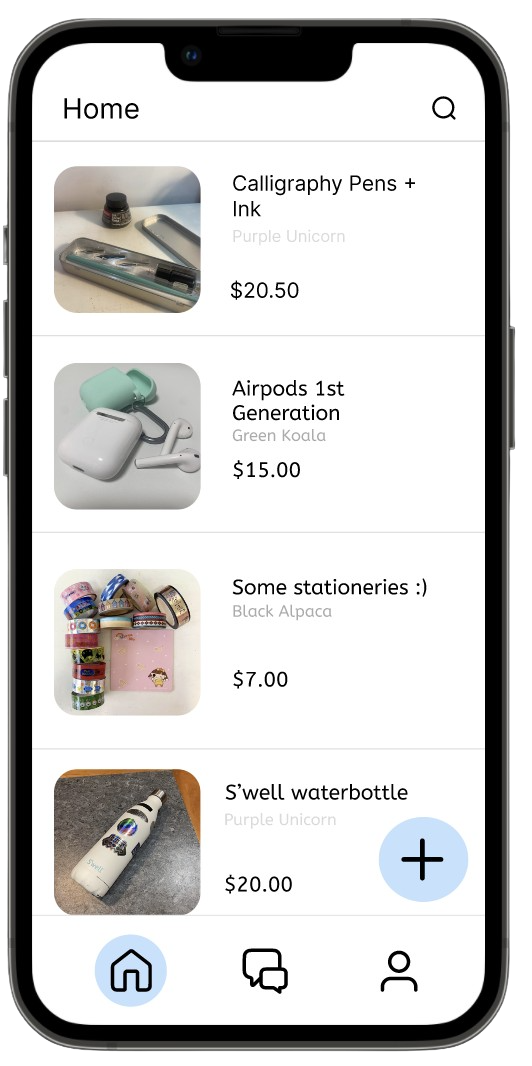 Home
Calligraphy Pens +
Ink
Purple Unicorn
$20.50
Airpods 1st
Generation
Green Koala
$15.00
Some stationeries :)
Black Alpaca
$7.00
S'well waterbottle
Purple Unicorn
S'well
$20.00